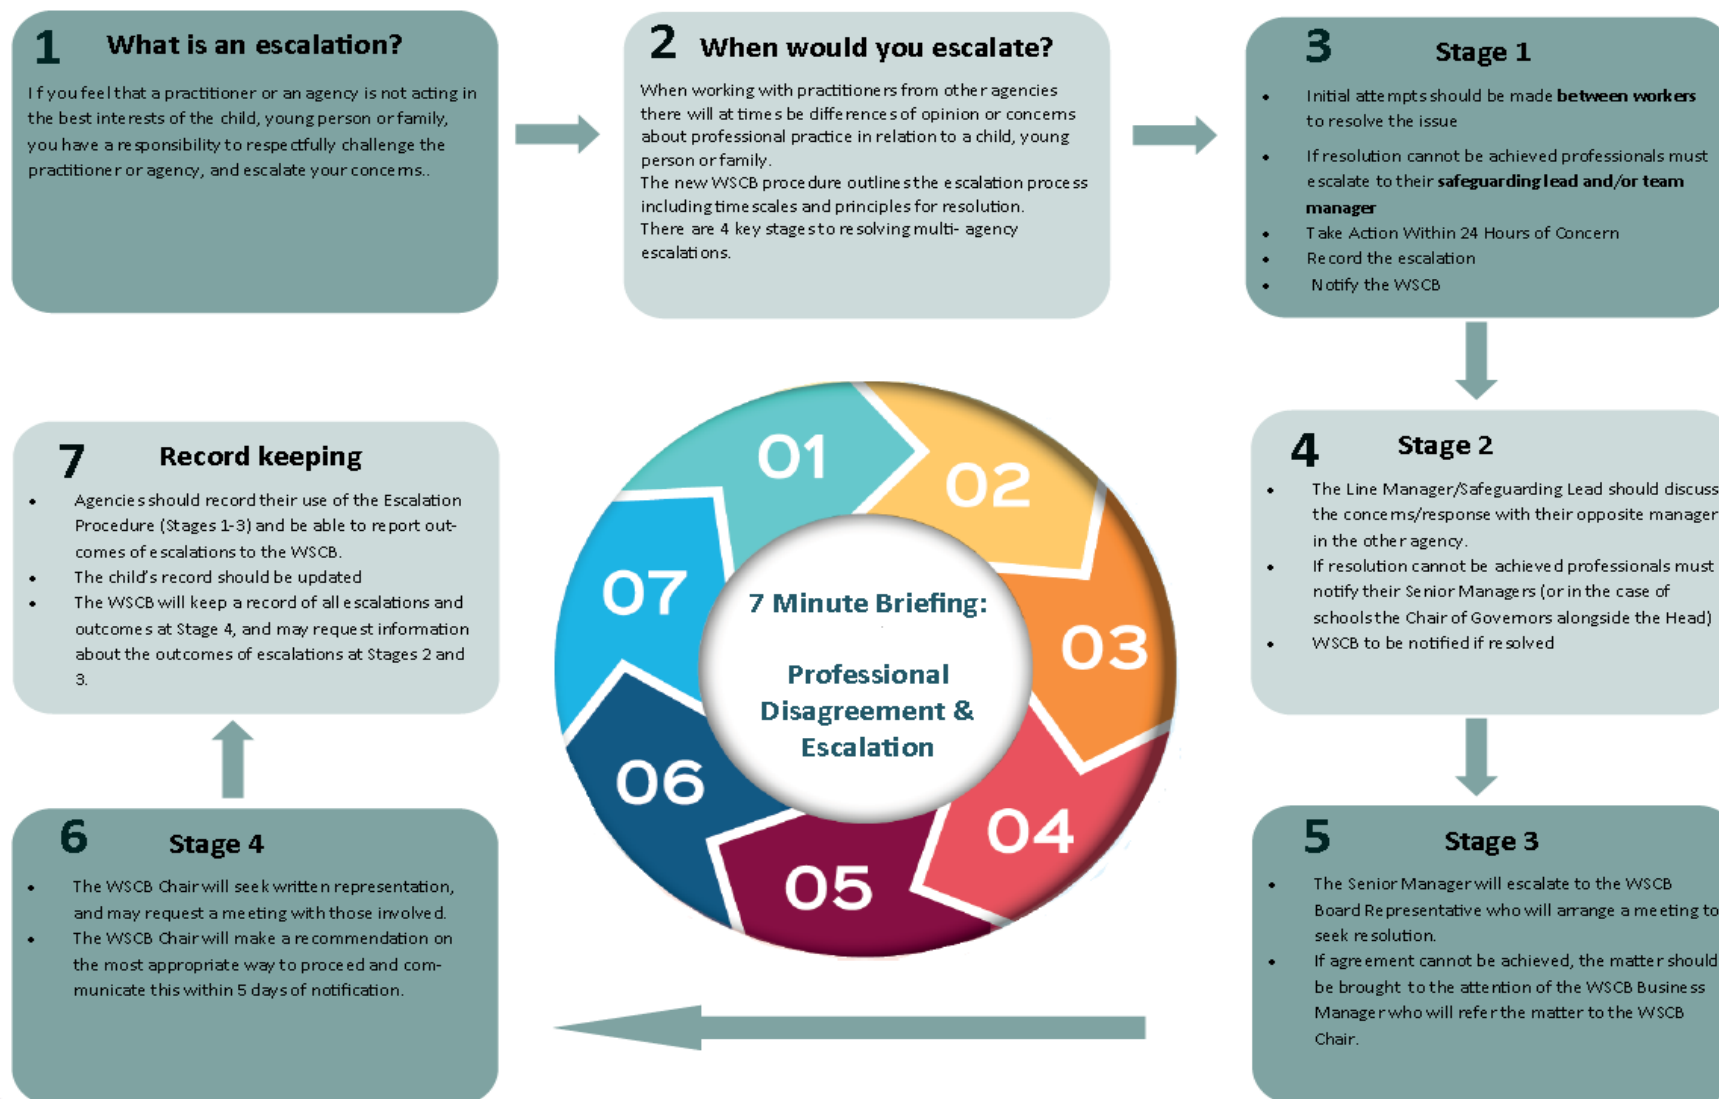 1 What is an escalation?
If you feel that a practitioner or an agency is not acting in
the best interests of the child, young person or family,
you have a responsibility to respectfully challenge the
practitioner or agency, and escalate your concerns..
2 When would you escalate?
When working with practitioners from other agencies
there will at times be differences of opinion or concerns
about professional practice in relation to a child, young
person or family.
The new WSCB procedure outlines the escalation process
including timescales and principles for resolution.
There are 4 key stages to resolving multi- agency
escalations.
3 Stage 1
• Initial attempts should be made between workers
to resolve the issue
• If resolution cannot be achieved professionals must
escalate to their safeguarding lead and/or team
manager
• Take Action Within 24 Hours of Concern
• Record the escalation
• Notify the WSCB
4 Stage 2
• The Line Manager/Safeguarding Lead should discuss
the concerns/response with their opposite manager
in the other agency.
• If resolution cannot be achieved professionals must
notify their Senior Managers (or in the case of
schools the Chair of Governors alongside the Head)
• WSCB to be notified if resolved
5 Stage 3
• The Senior Manager will escalate to the WSCB
Board Representative who will arrange a meeting to
seek resolution.
• If agreement cannot be achieved, the matter should
be brought to the attention of the WSCB Business
Manager who will refer the matter to the WSCB
Chair.
6 Stage 4
• The WSCB Chair will seek written representation,
and may request a meeting with those involved.
• The WSCB Chair will make a recommendation on
the most appropriate way to proceed and com-
municate this within 5 days of notification.
7 Record keeping
• Agencies should record their use of the Escalation
Procedure (Stages 1-3) and be able to report out-
comes of escalations to the WSCB.
• The child's record should be updated
• The WSCB will keep a record of all escalations and
outcomes at Stage 4, and may request information
about the outcomes of escalations at Stages 2 and
3.
01
02
03
04
05
06
07
7 Minute Briefing:
Professional
Disagreement &
Escalation